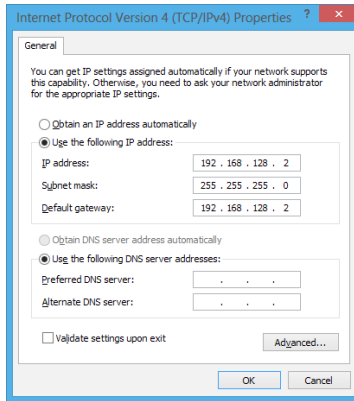 Internet Protocol Version 4 (TCP/IPv4) Properties ? ×
General
You can get IP settings assigned automatically if your network supports
this capability. Otherwise, you need to ask your network administrator
for the appropriate IP settings.
Obtain an IP address automatically
Use the following IP address:
IP address: 192 . 168 . 128 . 2
Subnet mask: 255 . 255 . 255 . 0
Default gateway: 192 . 168 . 128 . 2
Obtain DNS server address automatically
Use the following DNS server addresses:
Preferred DNS server: . . .
Alternate DNS server: . . .
Validate settings upon exit
Advanced...
OK Cancel